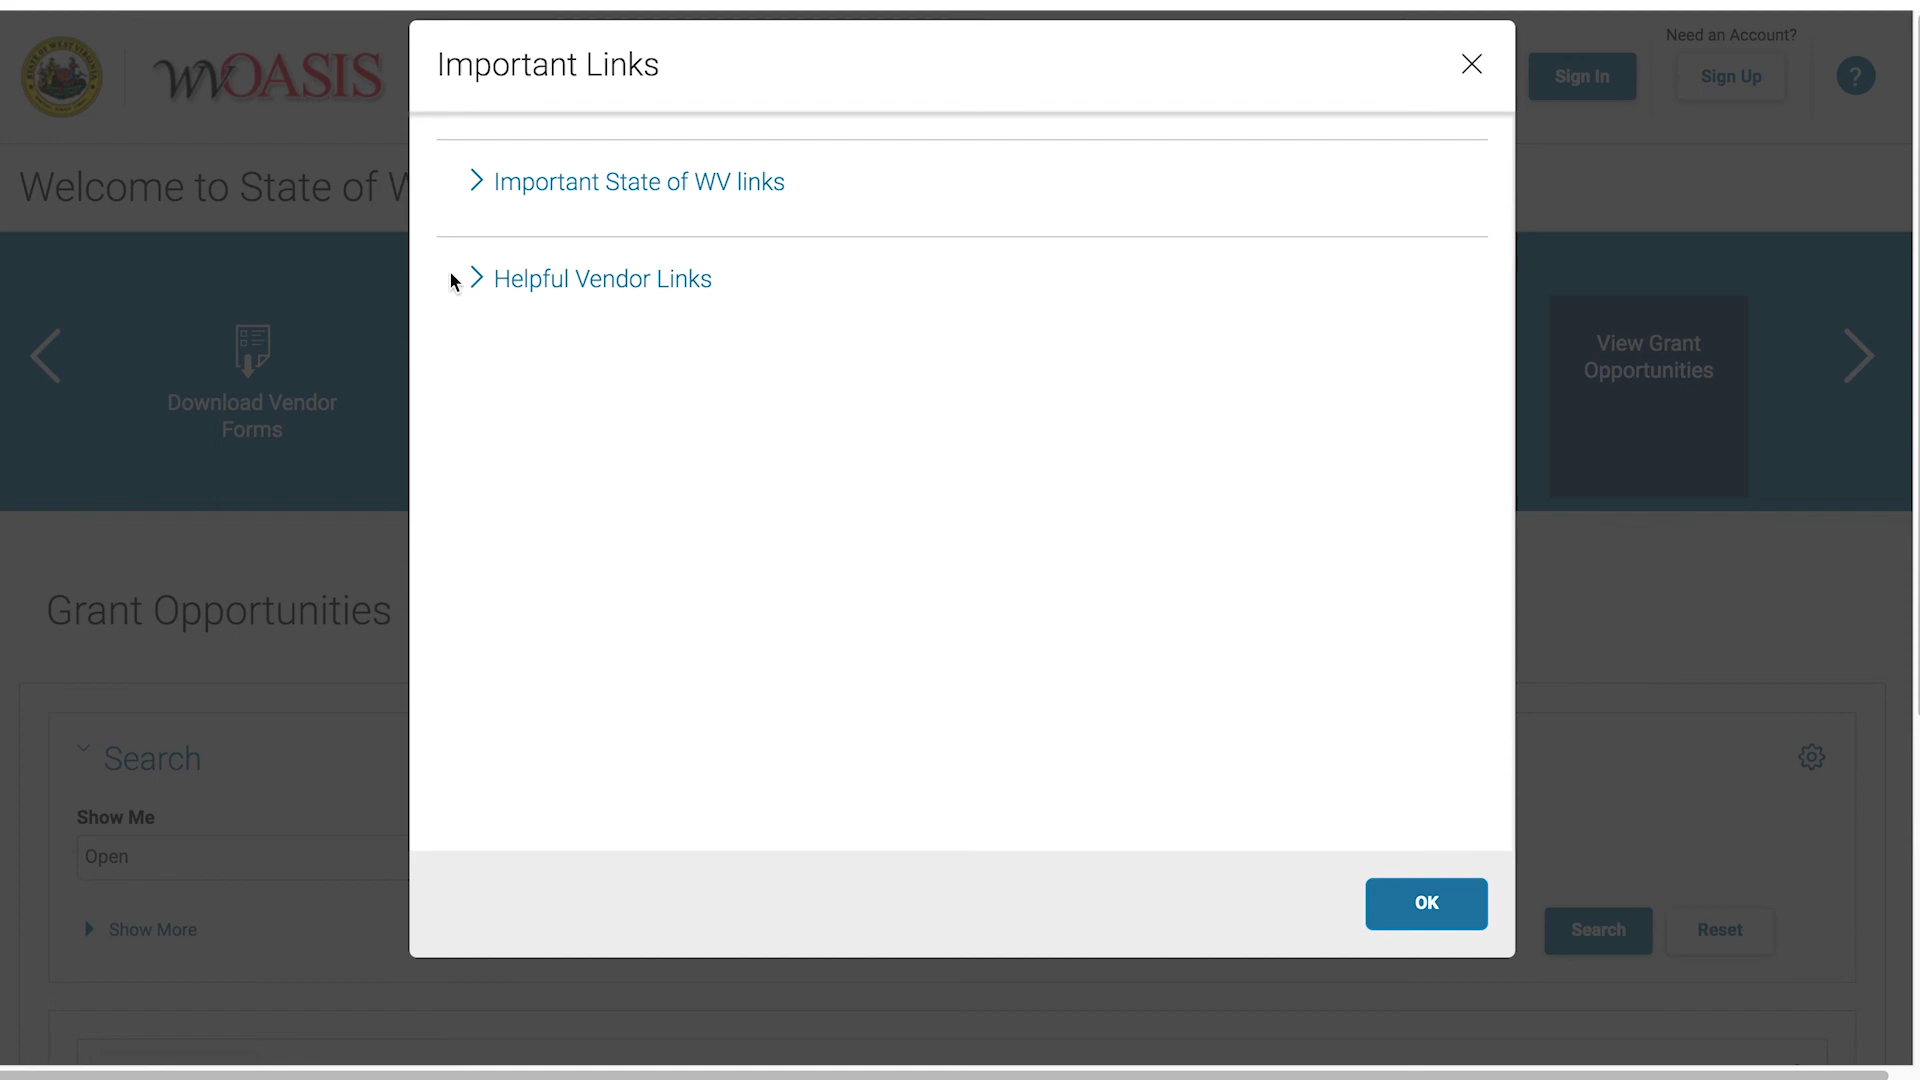 Important Links
Need an Account?
wvOASIS
Sign In
Sign Up
?
Welcome to State of W
Important State of WV links
Helpful Vendor Links
Download Vendor
Forms
View Grant
Opportunities
Grant Opportunities
Search
Show Me
Open
Show More
OK
Search
Reset